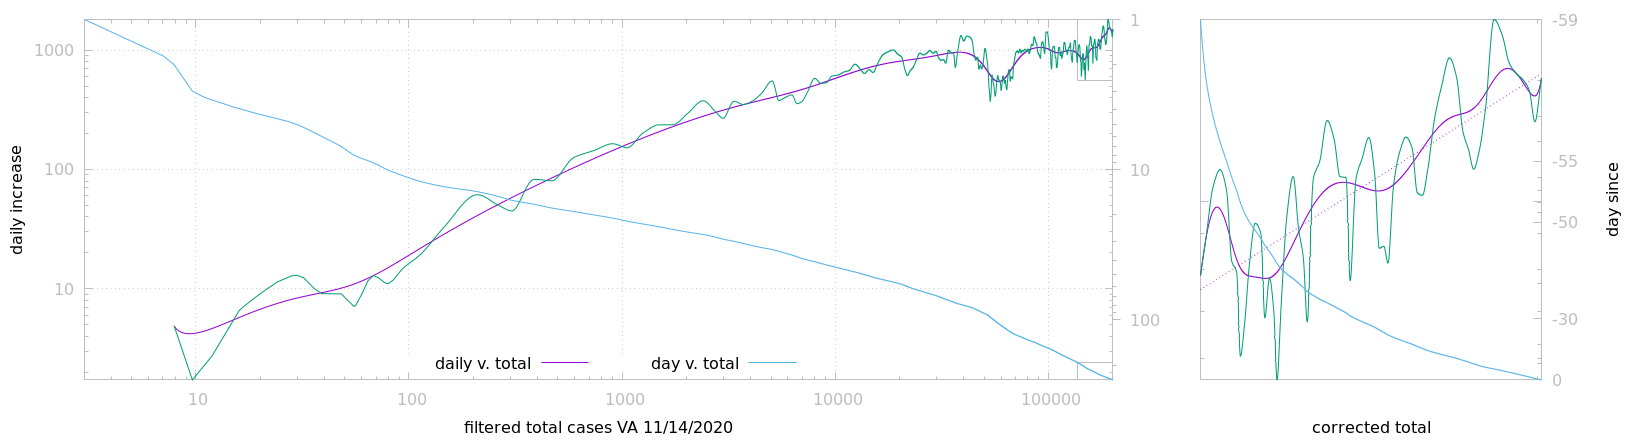 1000
100
10
daily increase
10
100
1000
10000
100000
filtered total cases VA 11/14/2020
daily v. total
day v. total
1
10
100
-59
-55
-50
-30
0
day since
corrected total